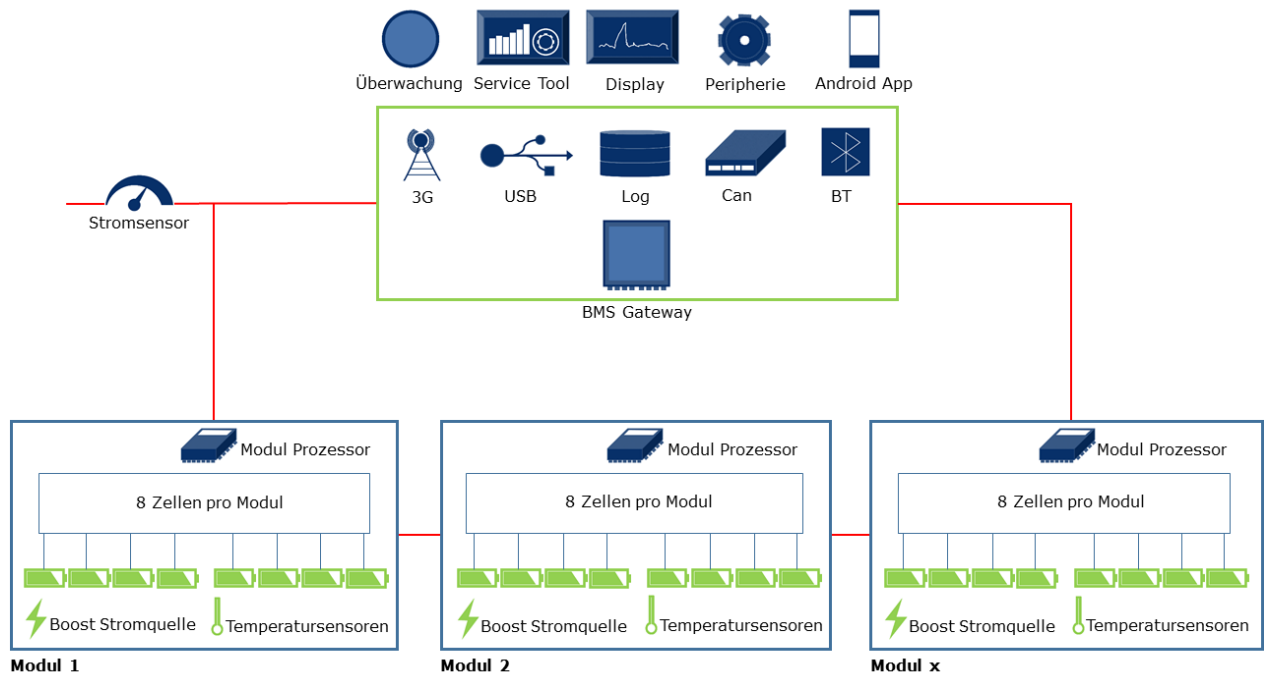 Überwachung
Service Tool
Display
Peripherie
Android App
3G
USB
Log
Can
BT
Stromsensor
BMS Gateway
Modul Prozessor
8 Zellen pro Modul
Boost Stromquelle
Temperatursensoren
Modul 1
Modul Prozessor
8 Zellen pro Modul
Boost Stromquelle
Temperatursensoren
Modul 2
Modul Prozessor
8 Zellen pro Modul
Boost Stromquelle
Temperatursensoren
Modul x